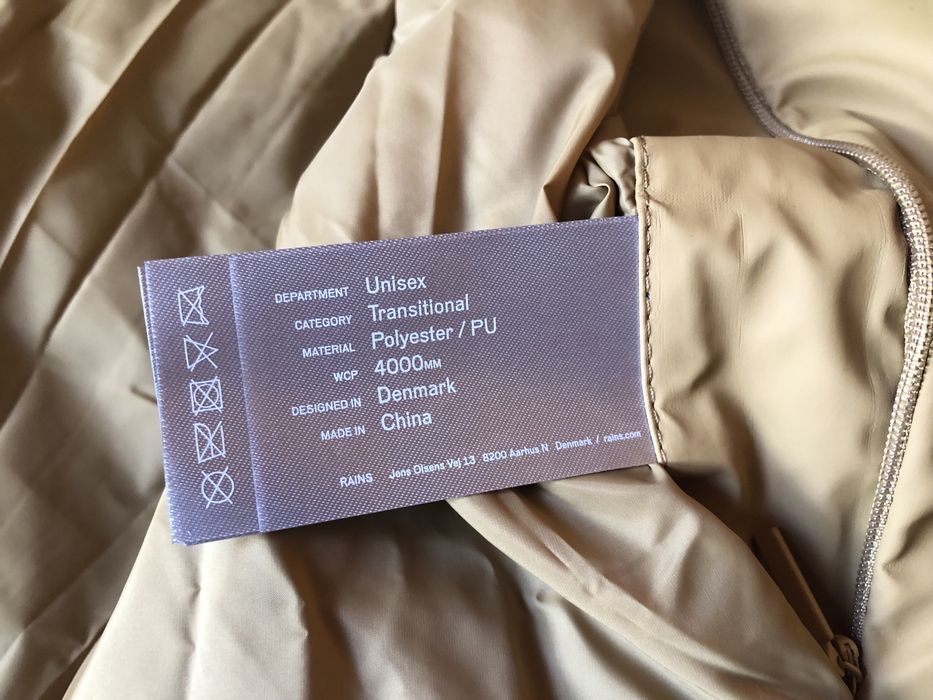 DEPARTMENT Unisex
CATEGORY Transitional
MATERIAL Polyester / PU
WCP 4000MM
DESIGNED IN Denmark
MADE IN China
RAINS Jens Olsens Vej 13 8200 Aarhus N Denmark / rains.com